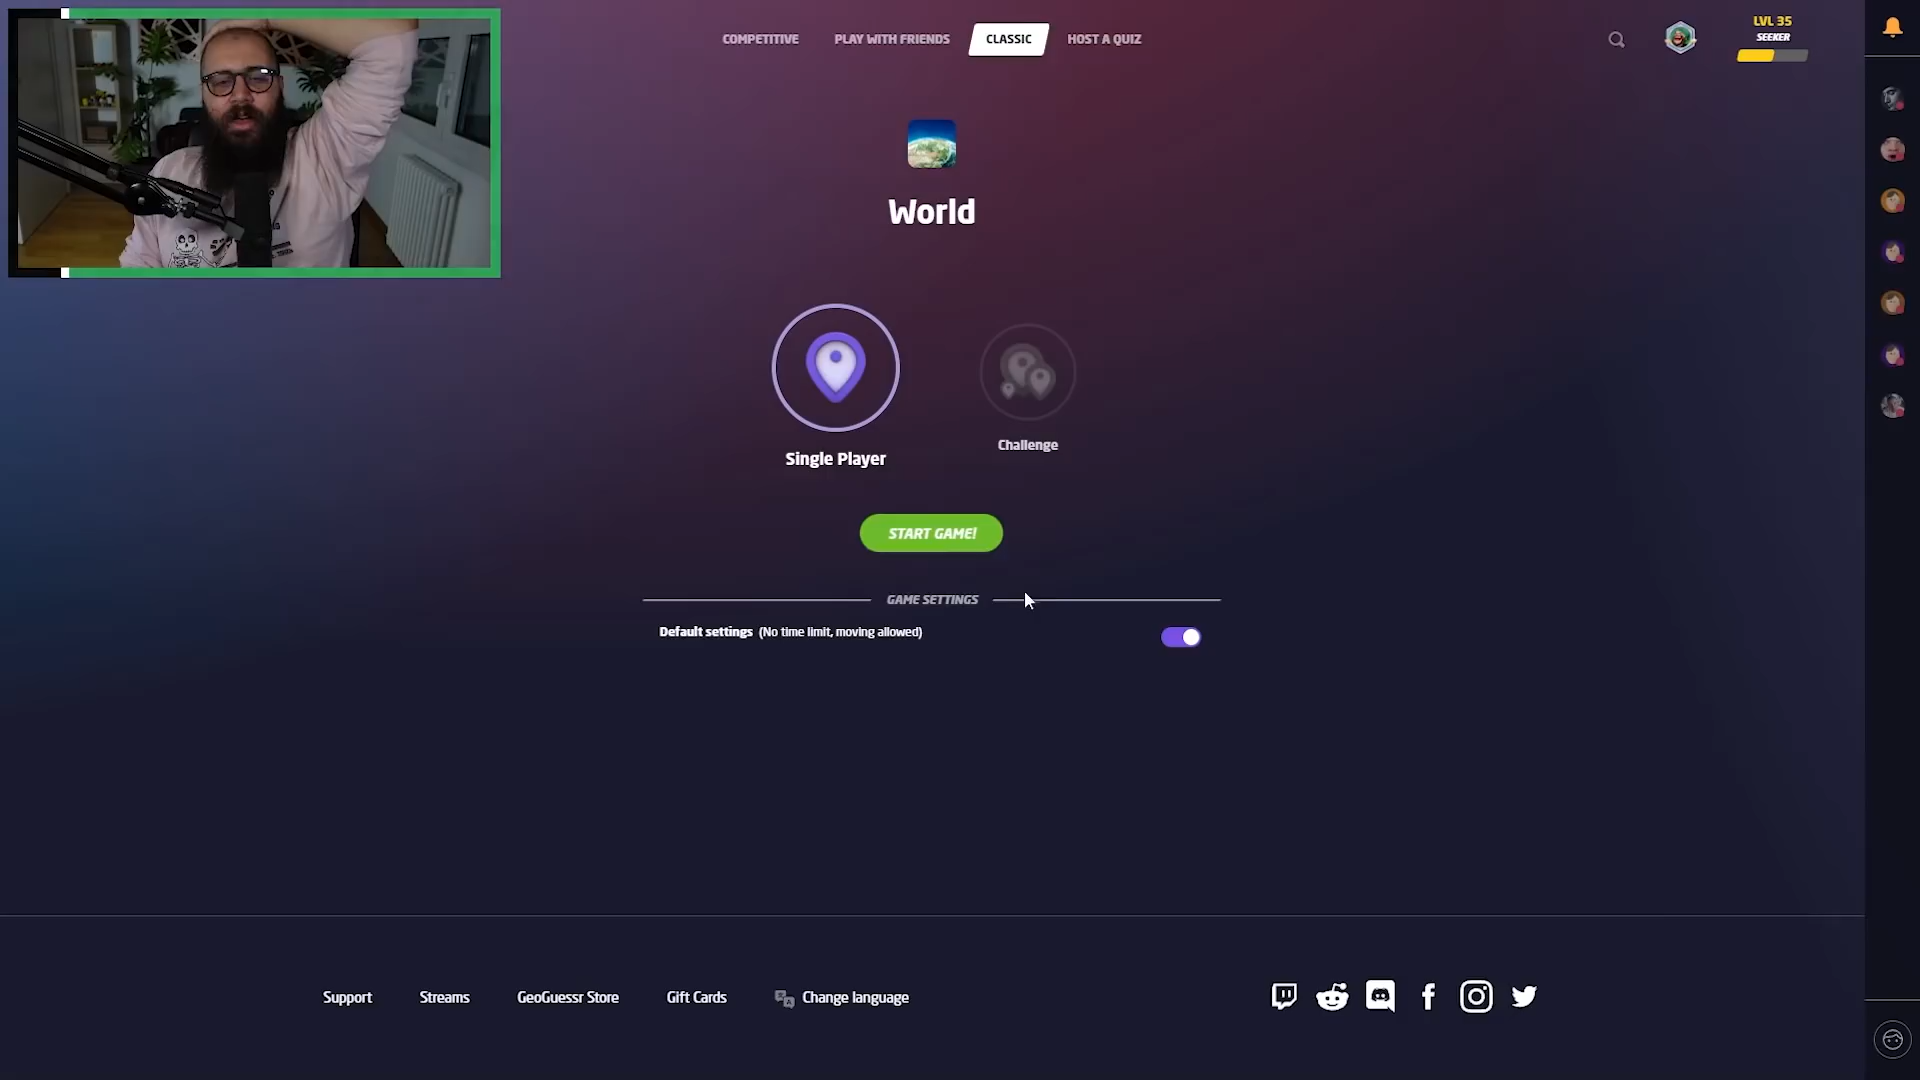 COMPETITIVE
PLAY WITH FRIENDS
CLASSIC
HOST A QUIZ
LVL 35
SEEKER
World
Single Player
Challenge
START GAME!
GAME SETTINGS
Default settings (No time limit, moving allowed)
Support
Streams
GeoGuessr Store
Gift Cards
Change language